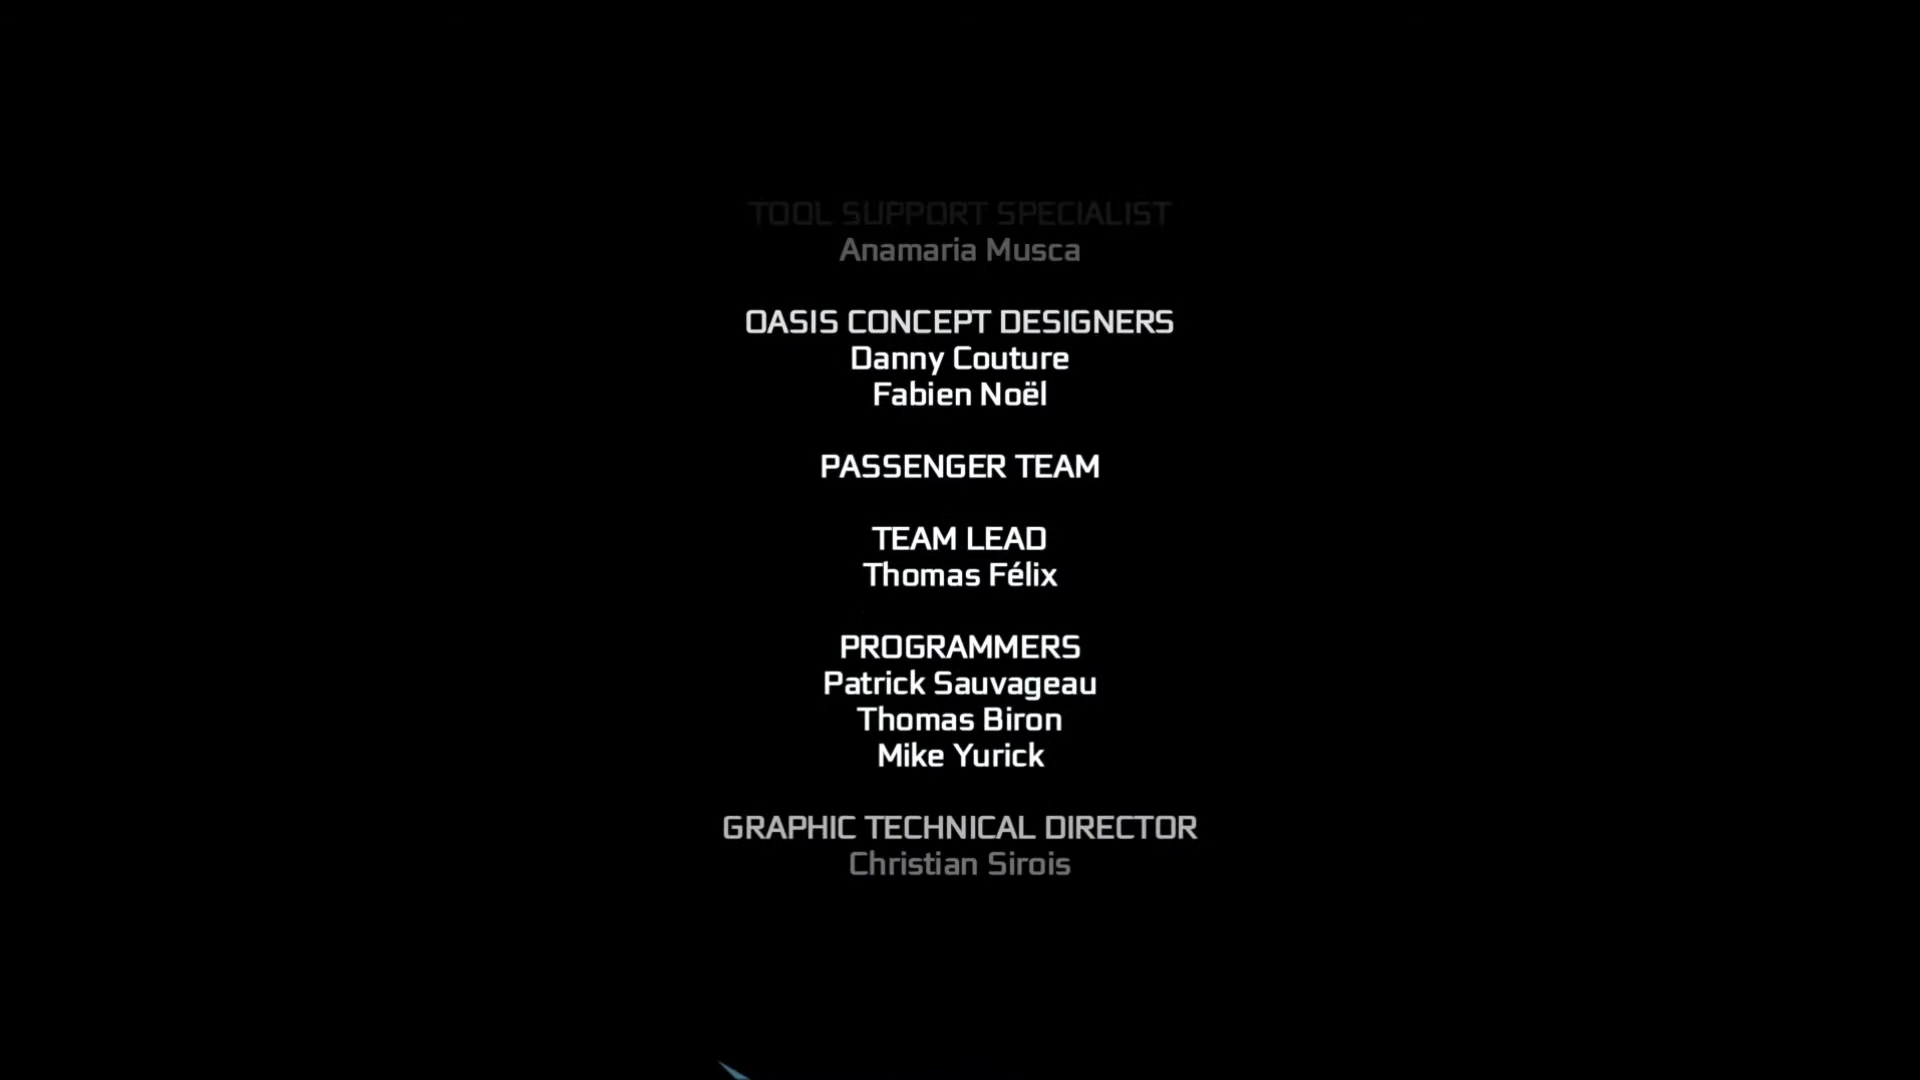 TOOL SUPPORT SPECIALIST
Anamaria Musca
OASIS CONCEPT DESIGNERS
Danny Couture
Fabien Noël
PASSENGER TEAM
TEAM LEAD
Thomas Félix
PROGRAMMERS
Patrick Sauvageau
Thomas Biron
Mike Yurick
GRAPHIC TECHNICAL DIRECTOR
Christian Sirois